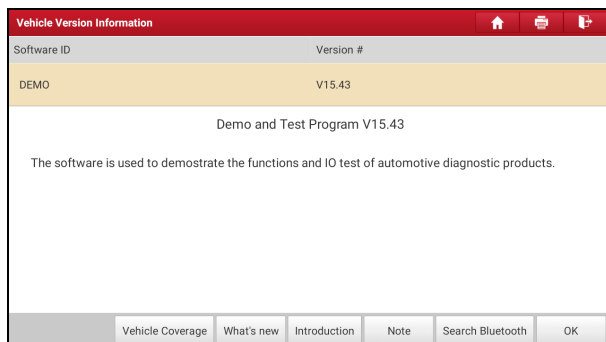 Vehicle Version Information
Software ID Version #
DEMO V15.43
Demo and Test Program V15.43
The software is used to demostrate the functions and IO test of automotive diagnostic products.
Vehicle Coverage What's new Introduction Note Search Bluetooth OK